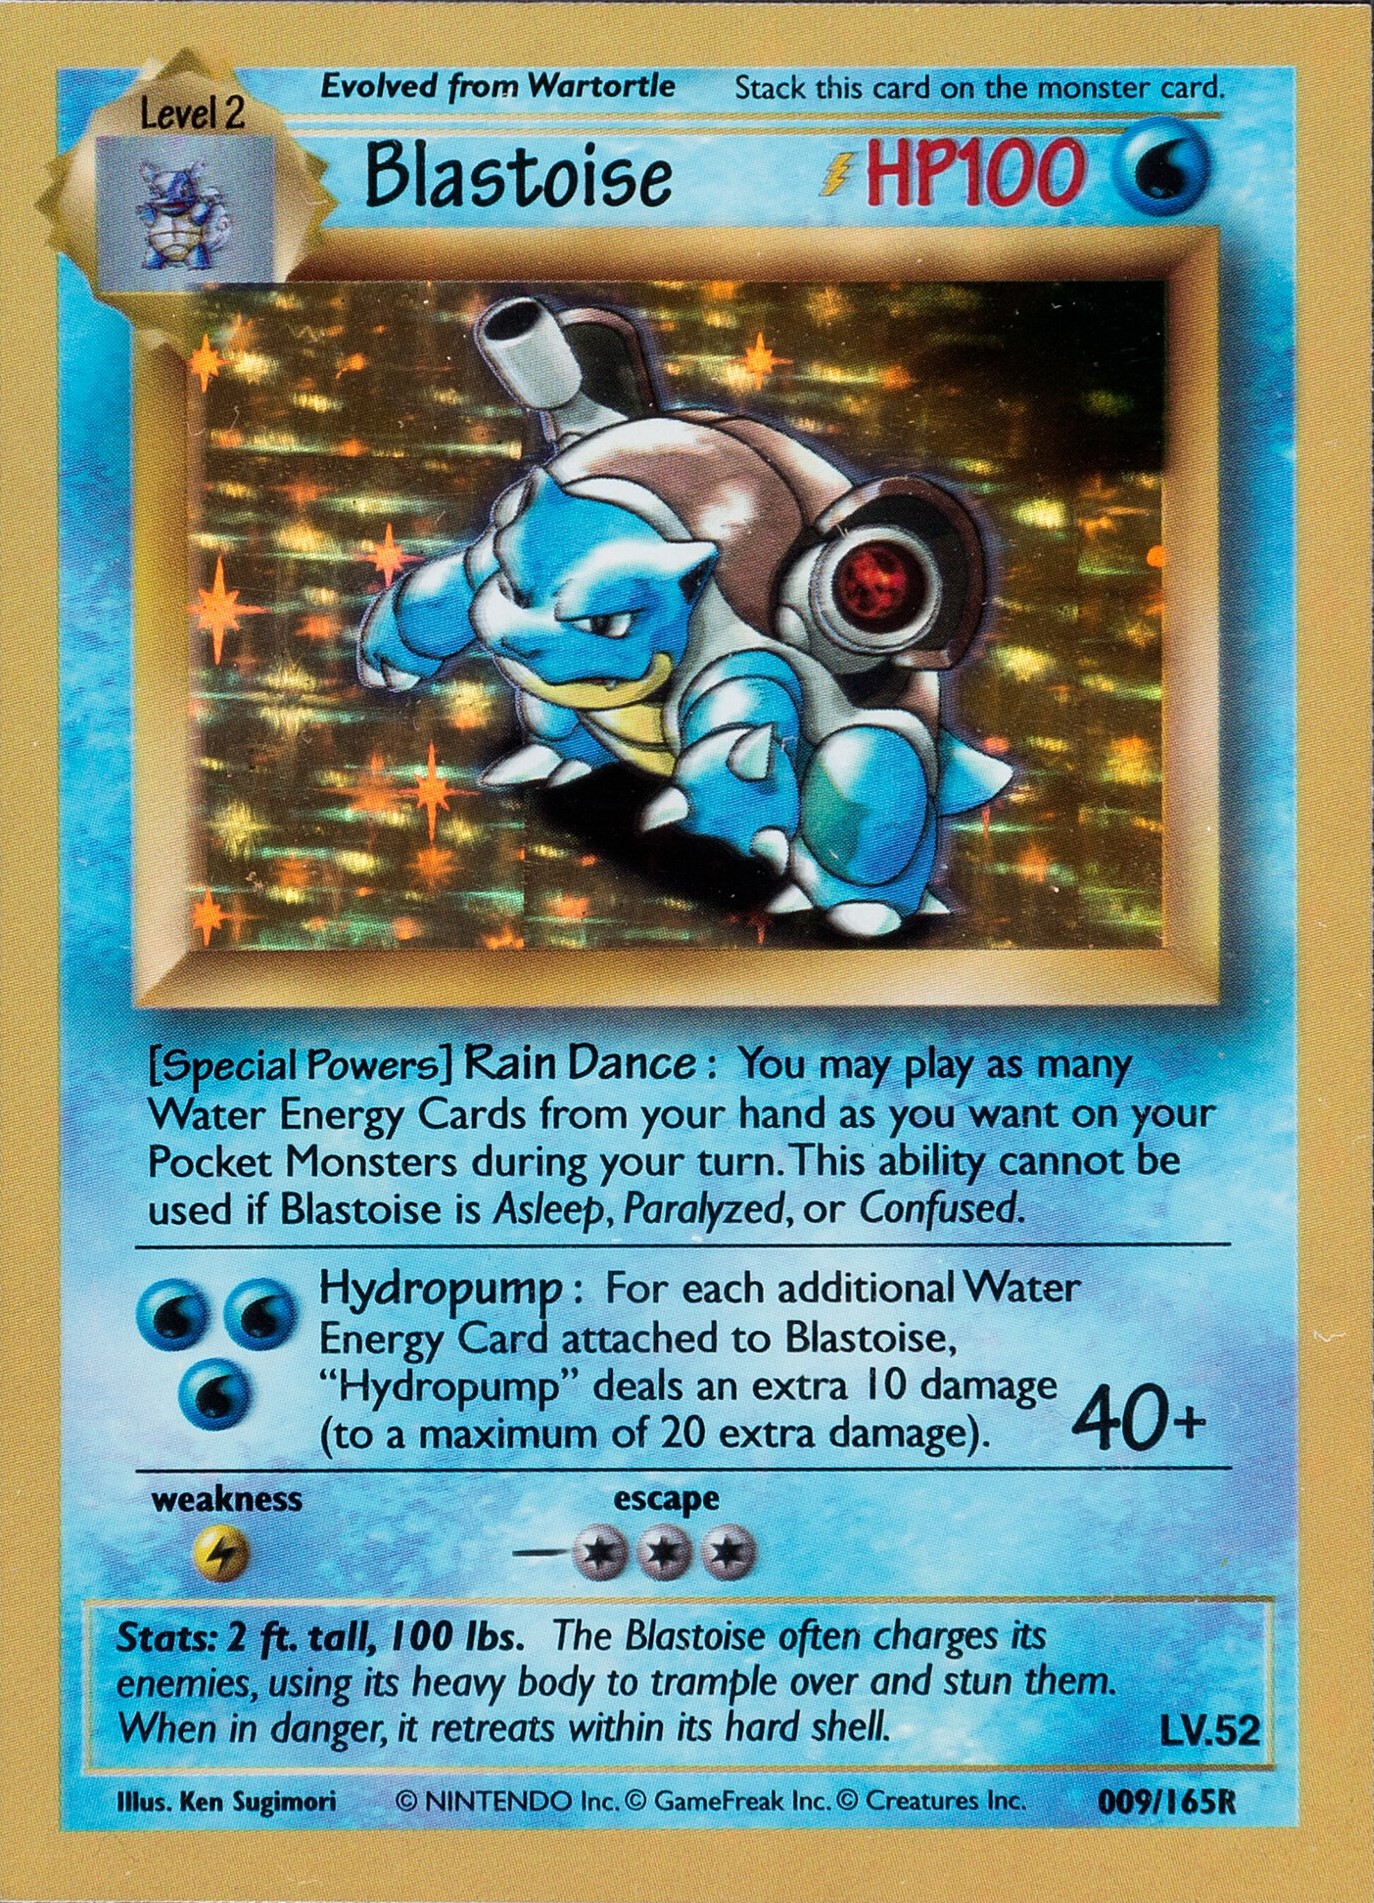 Evolved from Wartortle Stack this card on the monster card.
Level 2
Blastoise HP100
[Special Powers] Rain Dance : You may play as many
Water Energy Cards from your hand as you want on your
Pocket Monsters during your turn. This ability cannot be
used if Blastoise is Asleep, Paralyzed, or Confused.
Hydropump : For each additional Water
Energy Card attached to Blastoise,
“Hydropump” deals an extra 10 damage
(to a maximum of 20 extra damage).
40+
weakness escape
Stats: 2 ft. tall, 100 lbs. The Blastoise often charges its
enemies, using its heavy body to trample over and stun them.
When in danger, it retreats within its hard shell.
LV.52
Illus. Ken Sugimori © NINTENDO Inc. © GameFreak Inc. © Creatures Inc. 009/165R